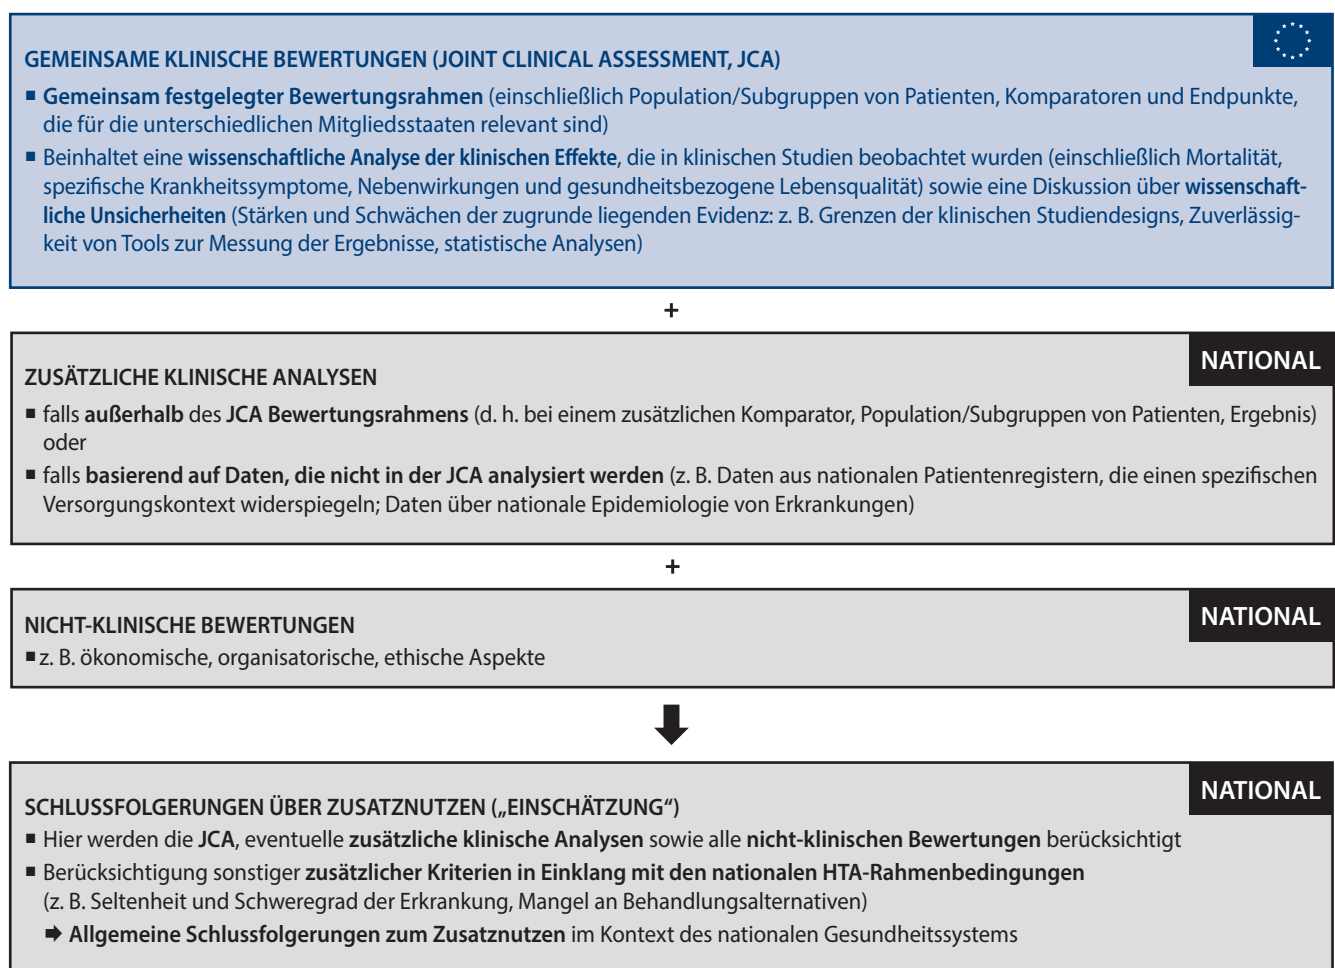 GEMEINSAME KLINISCHE BEWERTUNGEN (JOINT CLINICAL ASSESSMENT, JCA)
▪ Gemeinsam festgelegter Bewertungsrahmen (einschließlich Population/Subgruppen von Patienten, Komparatoren und Endpunkte,
die für die unterschiedlichen Mitgliedsstaaten relevant sind)
▪ Beinhaltet eine wissenschaftliche Analyse der klinischen Effekte, die in klinischen Studien beobachtet wurden (einschließlich Mortalität,
spezifische Krankheitssymptome, Nebenwirkungen und gesundheitsbezogene Lebensqualität) sowie eine Diskussion über wissenschaft-
liche Unsicherheiten (Stärken und Schwächen der zugrunde liegenden Evidenz: z. B. Grenzen der klinischen Studiendesigns, Zuverlässig-
keit von Tools zur Messung der Ergebnisse, statistische Analysen)
+
NATIONAL
ZUSÄTZLICHE KLINISCHE ANALYSEN
▪ falls außerhalb des JCA Bewertungsrahmens (d. h. bei einem zusätzlichen Komparator, Population/Subgruppen von Patienten, Ergebnis)
oder
▪ falls basierend auf Daten, die nicht in der JCA analysiert werden (z. B. Daten aus nationalen Patientenregistern, die einen spezifischen
Versorgungskontext widerspiegeln; Daten über nationale Epidemiologie von Erkrankungen)
+
NATIONAL
NICHT-KLINISCHE BEWERTUNGEN
▪ z. B. ökonomische, organisatorische, ethische Aspekte
NATIONAL
SCHLUSSFOLGERUNGEN ÜBER ZUSATZNUTZEN („EINSCHÄTZUNG“)
▪ Hier werden die JCA, eventuelle zusätzliche klinische Analysen sowie alle nicht-klinischen Bewertungen berücksichtigt
▪ Berücksichtigung sonstiger zusätzlicher Kriterien in Einklang mit den nationalen HTA-Rahmenbedingungen
(z. B. Seltenheit und Schweregrad der Erkrankung, Mangel an Behandlungsalternativen)
➡ Allgemeine Schlussfolgerungen zum Zusatznutzen im Kontext des nationalen Gesundheitssystems